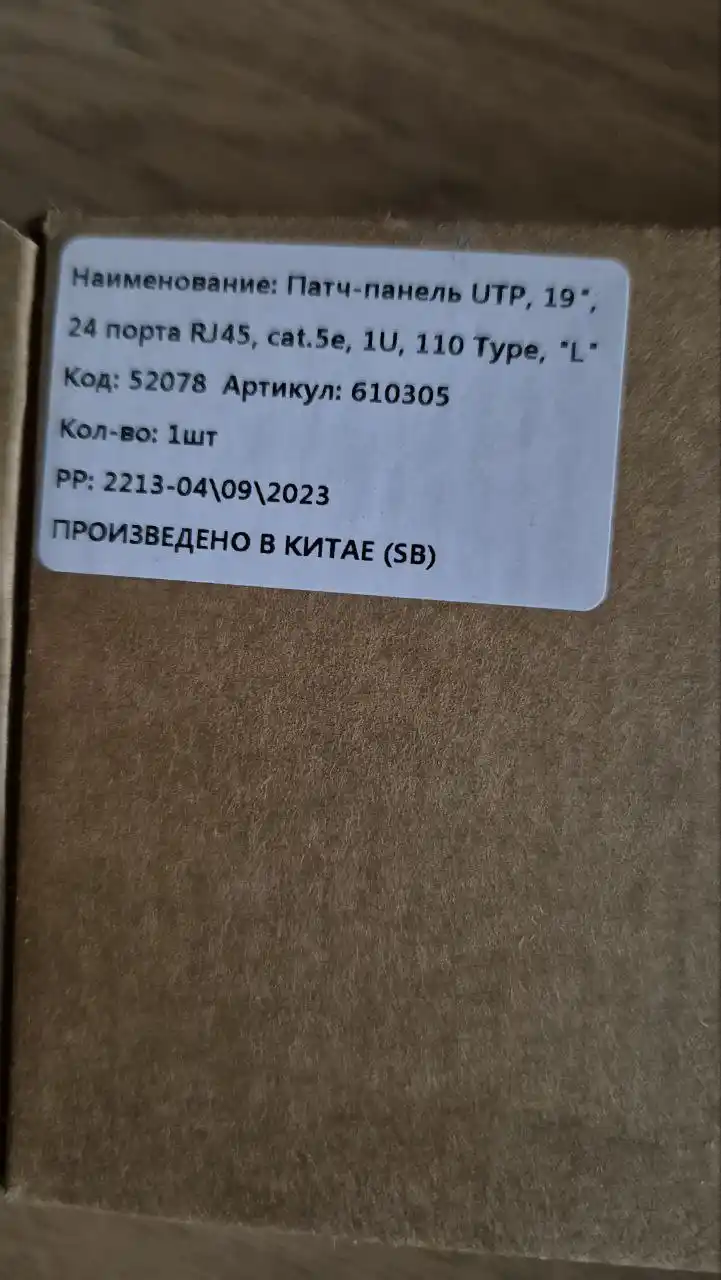 Наименование: Патч-панель UTP, 19",
24 порта RJ45, cat.5e, 1U, 110 Type, "L"
Код: 52078 Артикул: 610305
Кол-во: 1шт
PP: 2213-04\09\2023
ПРОИЗВЕДЕНО В КИТАЕ (SB)